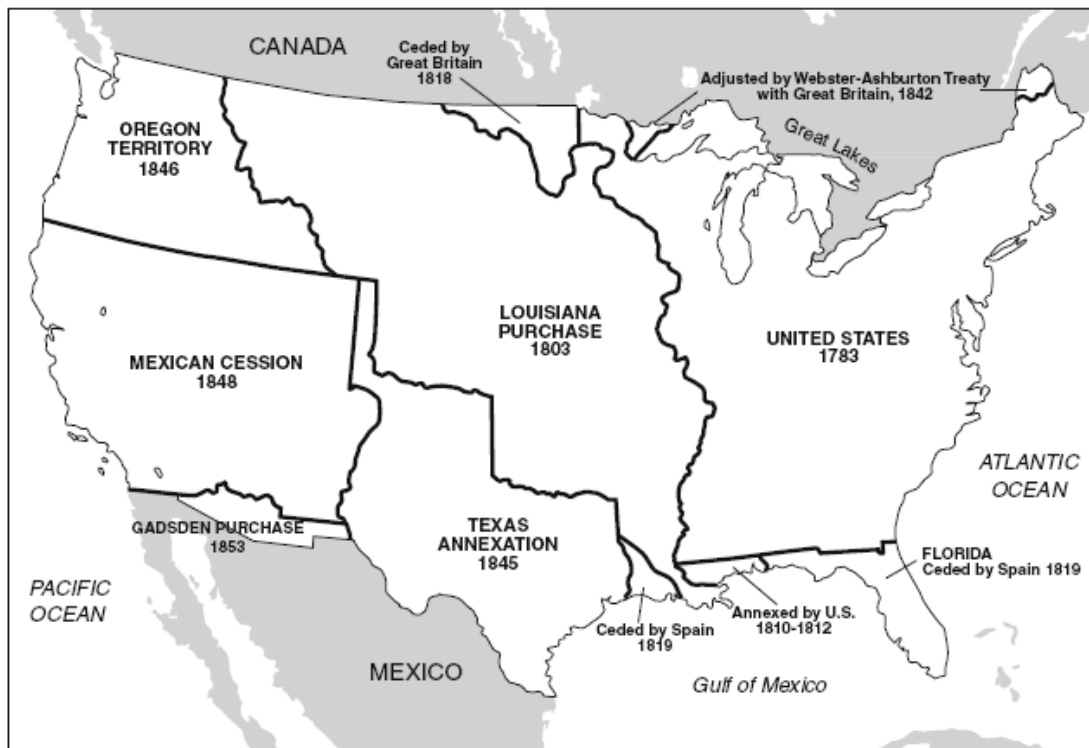 CANADA
Ceded by
Great Britain
1818
Adjusted by Webster-Ashburton Treaty
with Great Britain, 1842
Great Lakes
OREGON
TERRITORY
1846
LOUISIANA
PURCHASE
1803
UNITED STATES
1783
MEXICAN CESSION
1848
ATLANTIC
OCEAN
GADSDEN PURCHASE
1853
TEXAS
ANNEXATION
1845
FLORIDA
Ceded by Spain 1819
PACIFIC
OCEAN
Annexed by U.S.
1810-1812
Ceded by Spain
1819
MEXICO
Gulf of Mexico